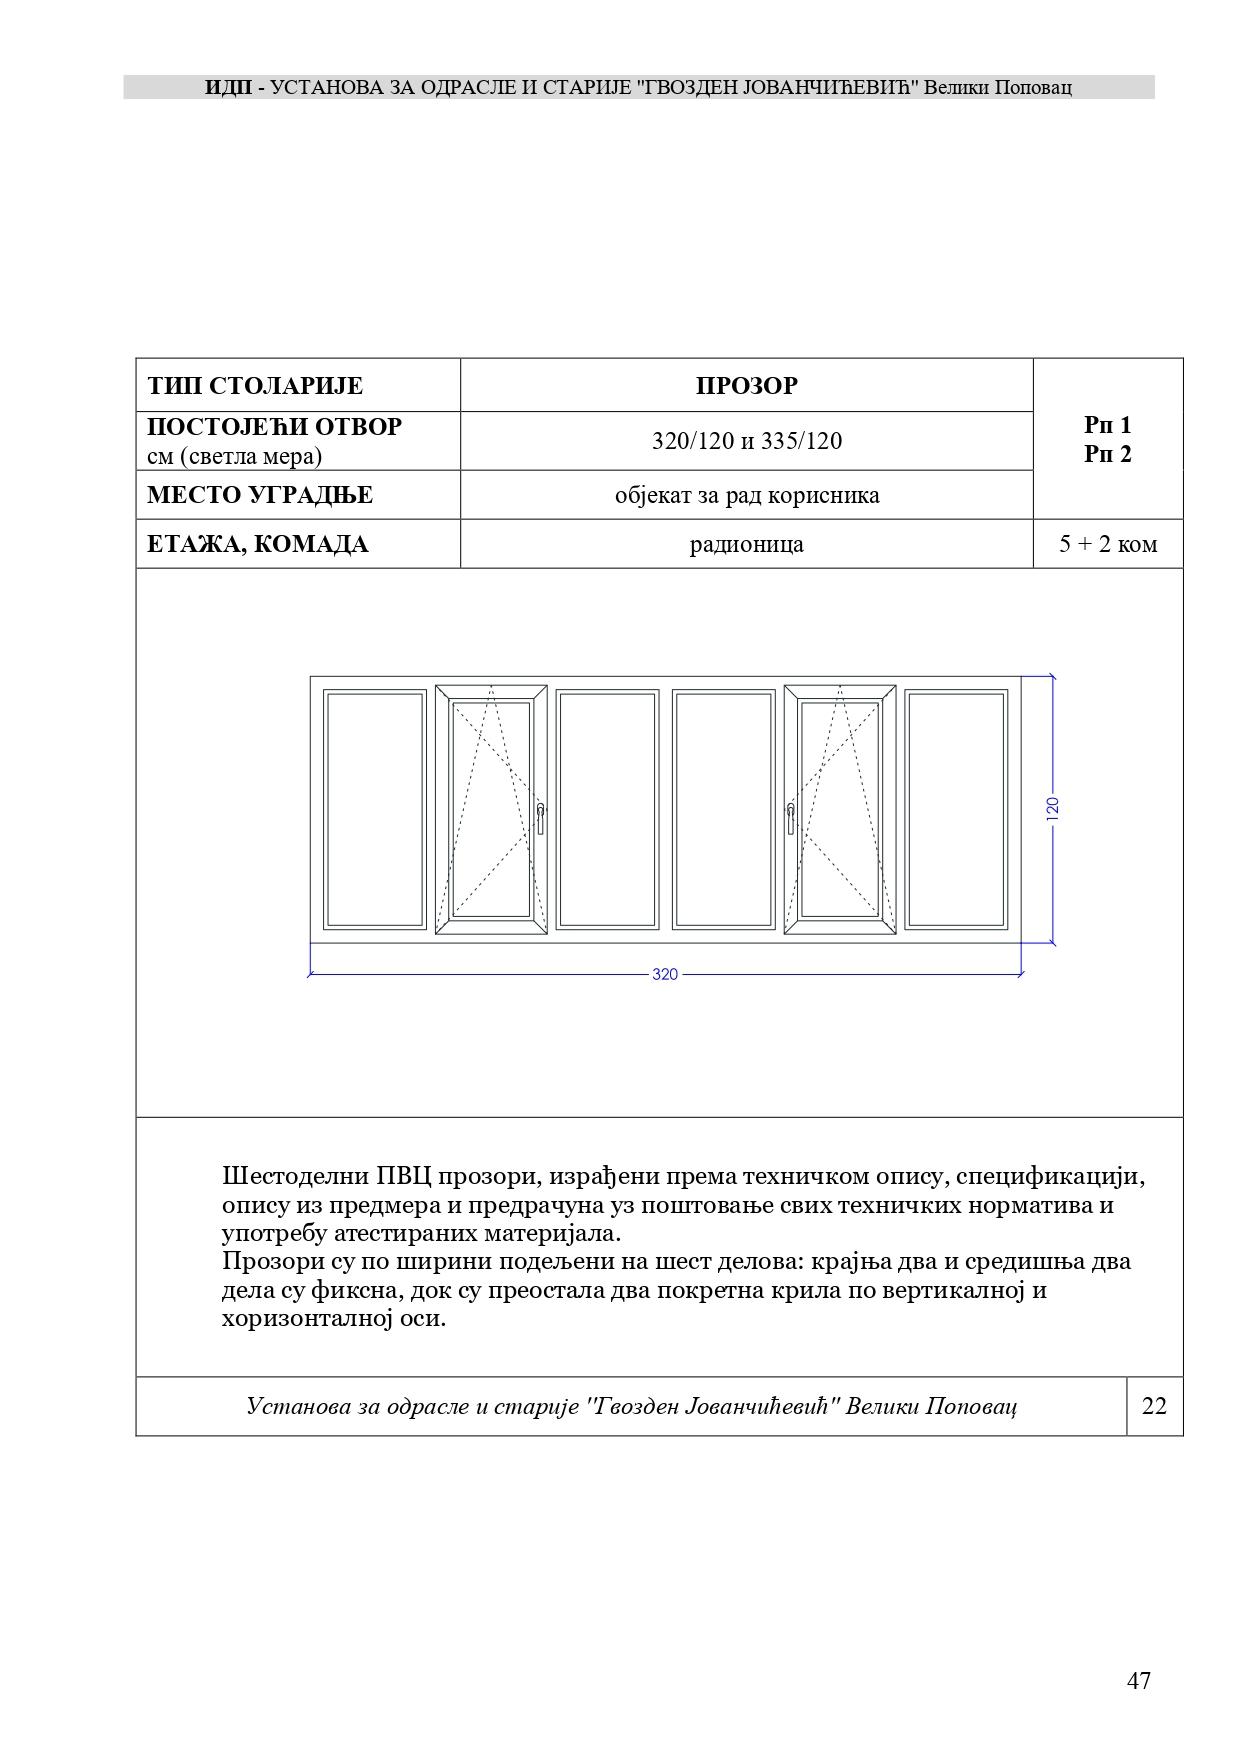 ИДП - УСТАНОВА ЗА ОДРАСЛЕ И СТАРИЈЕ "ГВОЗДЕН ЈОВАНЧИЋЕВИЋ" Велики Поповац
ТИП СТОЛАРИЈЕ
ПРОЗОР
Рп 1
Рп 2
ПОСТОЈЕЋИ ОТВОР
см (светла мера)
320/120 и 335/120
МЕСТО УГРАДЊЕ
објекат за рад корисника
ЕТАЖА, КОМАДА
радионица
5 + 2 ком
120
320
Шестоделни ПВЦ прозори, израђени према техничком опису, спецификацији,
опису из предмера и предрачуна уз поштовање свих техничких норматива и
употребу атестираних материјала.
Прозори су по ширини подељени на шест делова: крајња два и средишња два
дела су фиксна, док су преостала два покретна крила по вертикалној и
хоризонталној оси.
Установа за одрасле и старије "Гвозден Јованчићевић" Велики Поповац
22
47